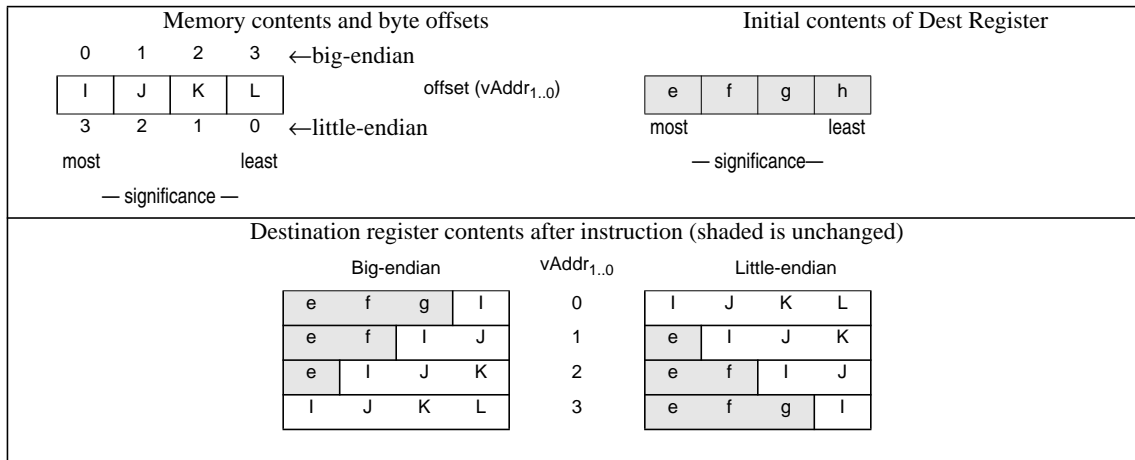 Memory contents and byte offsets Initial contents of Dest Register
0 1 2 3 ←big-endian
I J K L offset (vAddr1..0) e f g h
3 2 1 0 ←little-endian most least
most least — significance—
— significance —
Destination register contents after instruction (shaded is unchanged)
Big-endian vAddr1..0 Little-endian
e f g I 0 I J K L
e f I J 1 e I J K
e I J K 2 e f I J
I J K L 3 e f g I